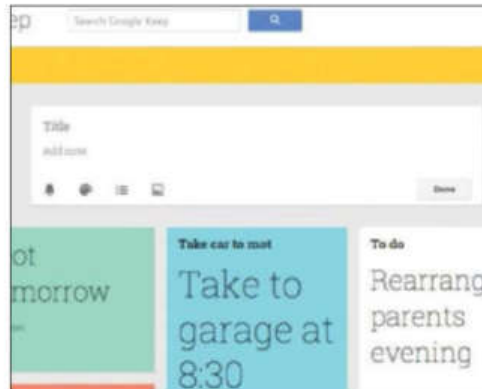 ep
Search Google Keep
Title
Add note
Done
ot
morrow
Take car to mot
Take to
garage at
8:30
To do
Rearrang
parents
evening